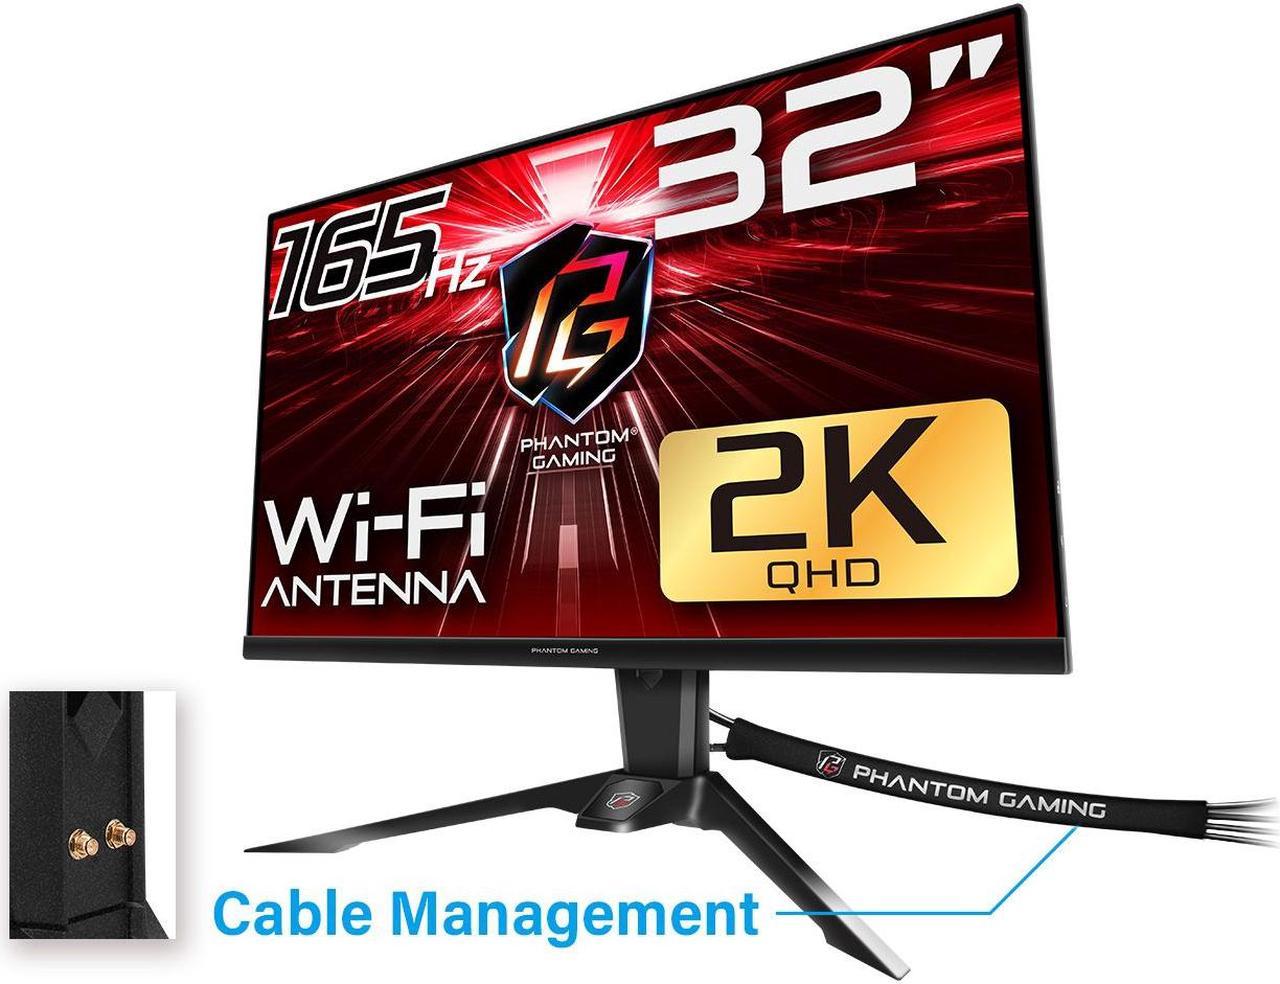 32"
165Hz
PHANTOM®
GAMING
Wi-Fi
ANTENNA
2K
QHD
PHANTOM GAMING
PHANTOM GAMING
Cable Management